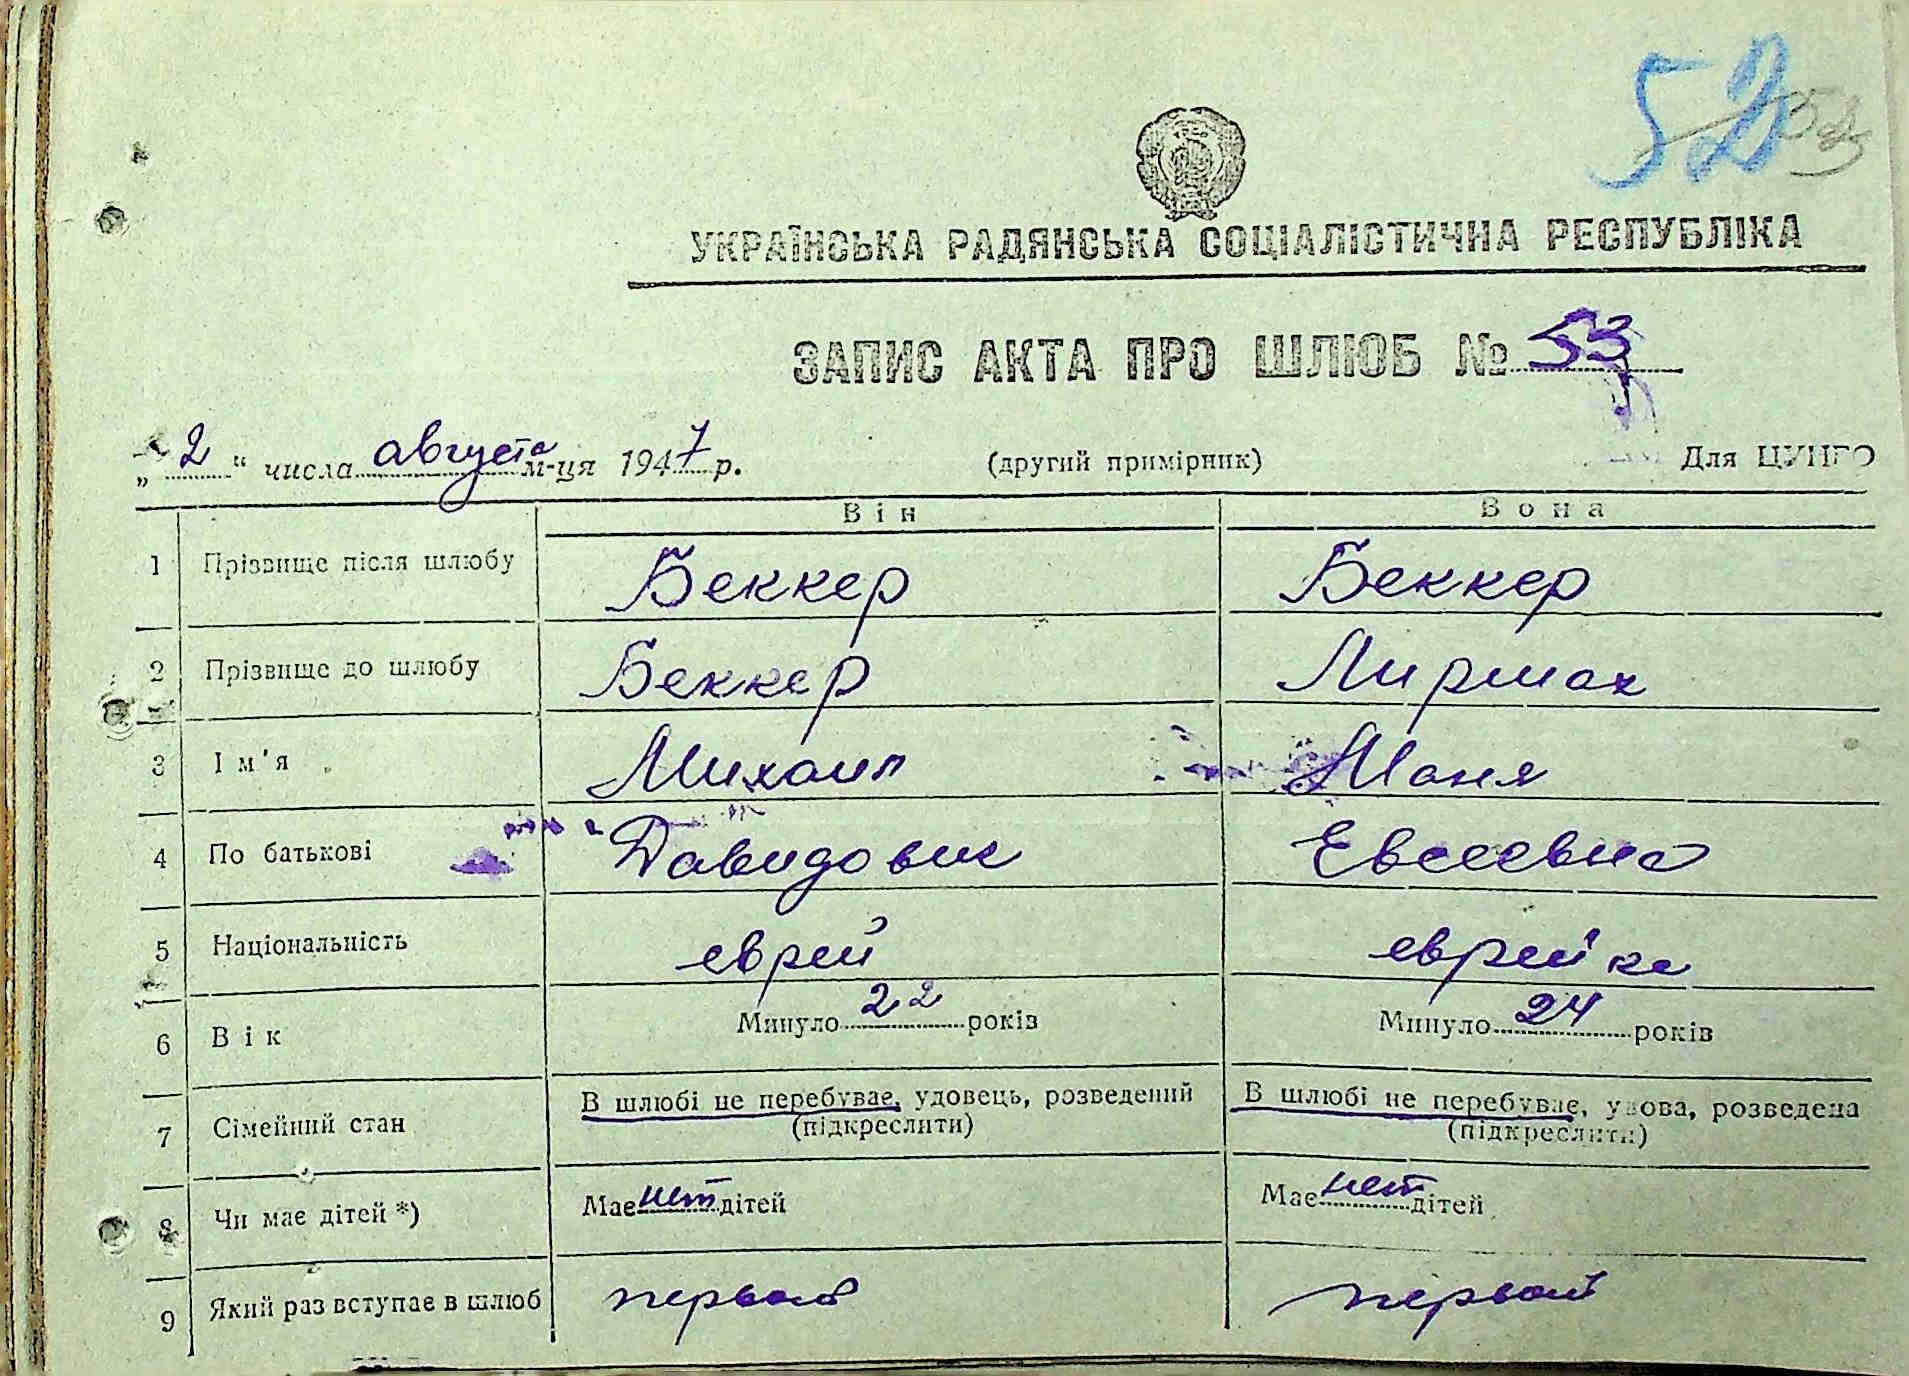 52
52
УКРАЇНСЬКА РАДЯНСЬКА СОЦІАЛІСТИЧНА РЕСПУБЛІКА
ЗАПИС АКТА ПРО ШЛЮБ № 53
„2“ числа августа м-ця 1947 р. (другий примірник) Для ЦУНГО
Він Вона
1 Прізвище після шлюбу Беккер Беккер
2 Прізвище до шлюбу Беккер Лиршак
3 Ім'я Михаил Маня
4 По батькові Давидович Евсеевна
5 Національність еврей еврейка
6 Вік Минуло 22 років Минуло 24 років
7 Сімейний стан В шлюбі не перебуває, удовець, розведений (підкреслити) В шлюбі не перебуває, удова, розведена (підкреслити)
8 Чи має дітей *) Має нет дітей Має нет дітей
9 Який раз вступає в шлюб первый первый